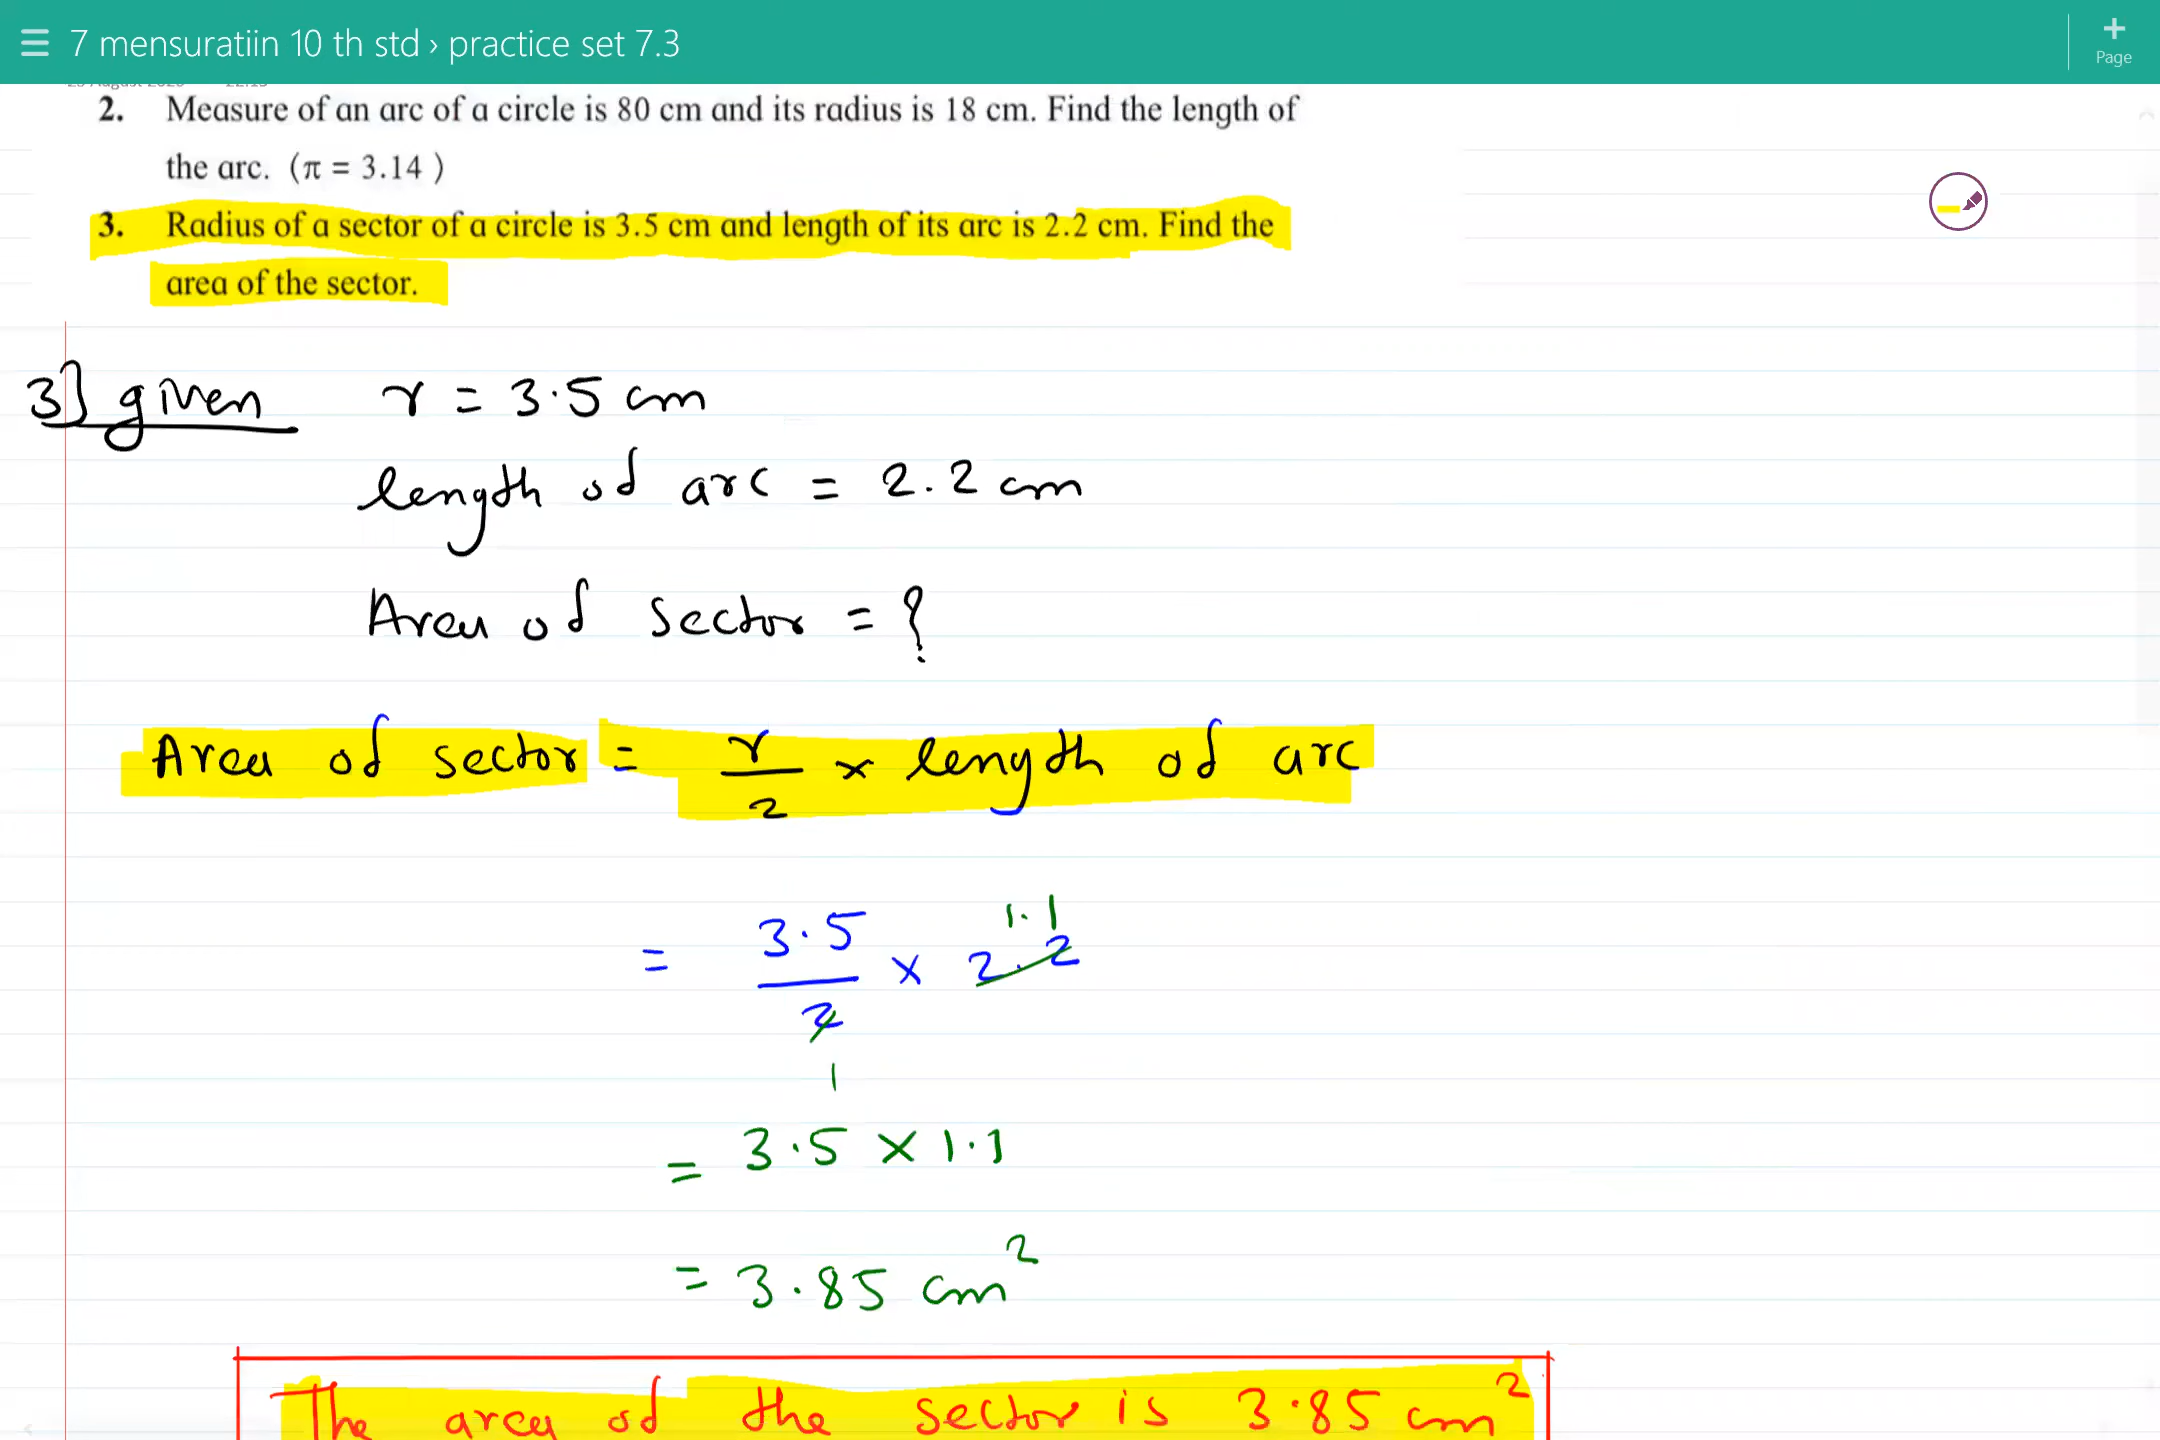 7 mensuratiin 10 th std › practice set 7.3
+
Page
2. Measure of an arc of a circle is 80 cm and its radius is 18 cm. Find the length of
the arc. (π = 3.14 )
3. Radius of a sector of a circle is 3.5 cm and length of its arc is 2.2 cm. Find the
area of the sector.
3] given r = 3.5 cm
length of arc = 2.2 cm
Area of sector = ?
Area of sector = r/2 × length of arc
= 3.5/2 × 2.2
1.1
1
= 3.5 × 1.1
= 3.85 cm²
The area of the sector is 3.85 cm²